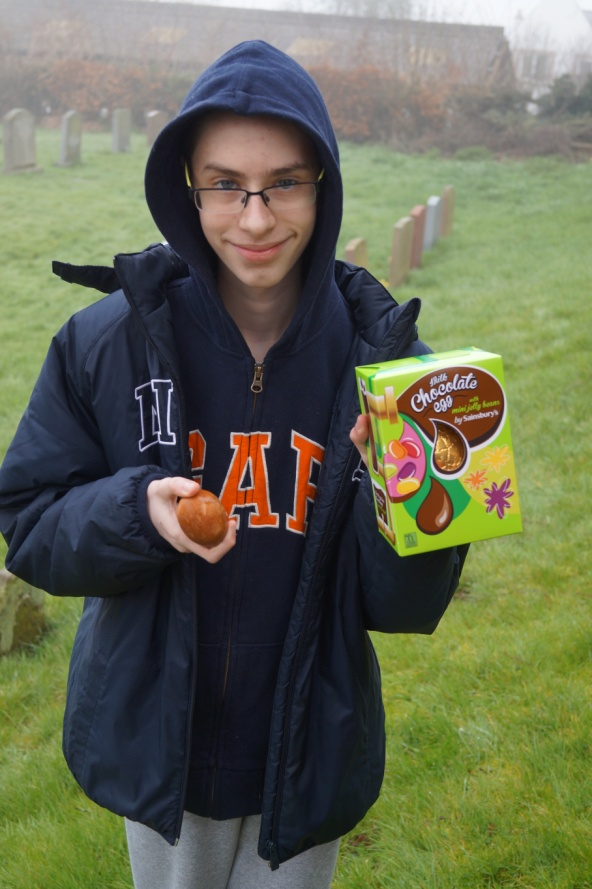 Milk
Chocolate
egg with
mini jelly beans
by Sainsbury's
N
GAP